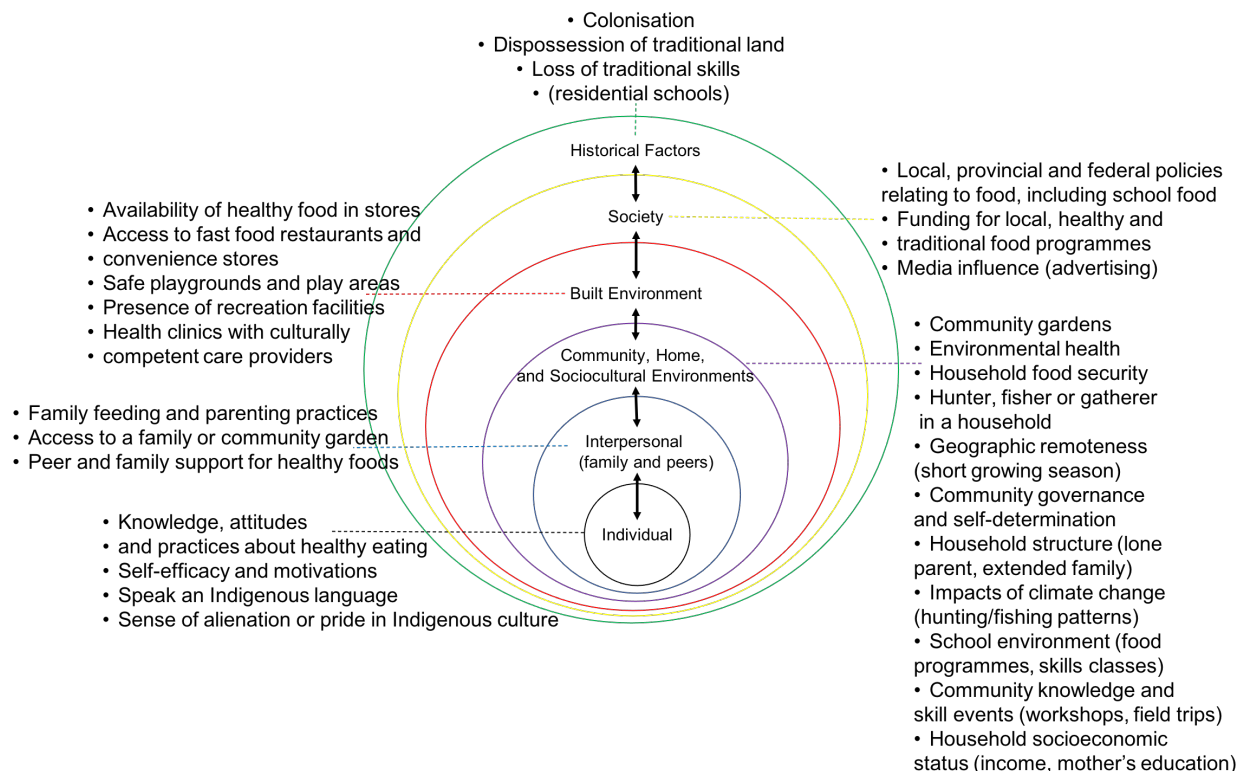 • Colonisation
• Dispossession of traditional land
• Loss of traditional skills
• (residential schools)
Historical Factors
Society
Built Environment
Community, Home,
and Sociocultural Environments
Interpersonal
(family and peers)
Individual
• Availability of healthy food in stores
• Access to fast food restaurants and
• convenience stores
• Safe playgrounds and play areas
• Presence of recreation facilities
• Health clinics with culturally
• competent care providers
• Family feeding and parenting practices
• Access to a family or community garden
• Peer and family support for healthy foods
• Knowledge, attitudes
• and practices about healthy eating
• Self-efficacy and motivations
• Speak an Indigenous language
• Sense of alienation or pride in Indigenous culture
• Local, provincial and federal policies
relating to food, including school food
• Funding for local, healthy and
• traditional food programmes
• Media influence (advertising)
• Community gardens
• Environmental health
• Household food security
• Hunter, fisher or gatherer
in a household
• Geographic remoteness
(short growing season)
• Community governance
and self-determination
• Household structure (lone
parent, extended family)
• Impacts of climate change
(hunting/fishing patterns)
• School environment (food
programmes, skills classes)
• Community knowledge and
skill events (workshops, field trips)
• Household socioeconomic
status (income, mother's education)